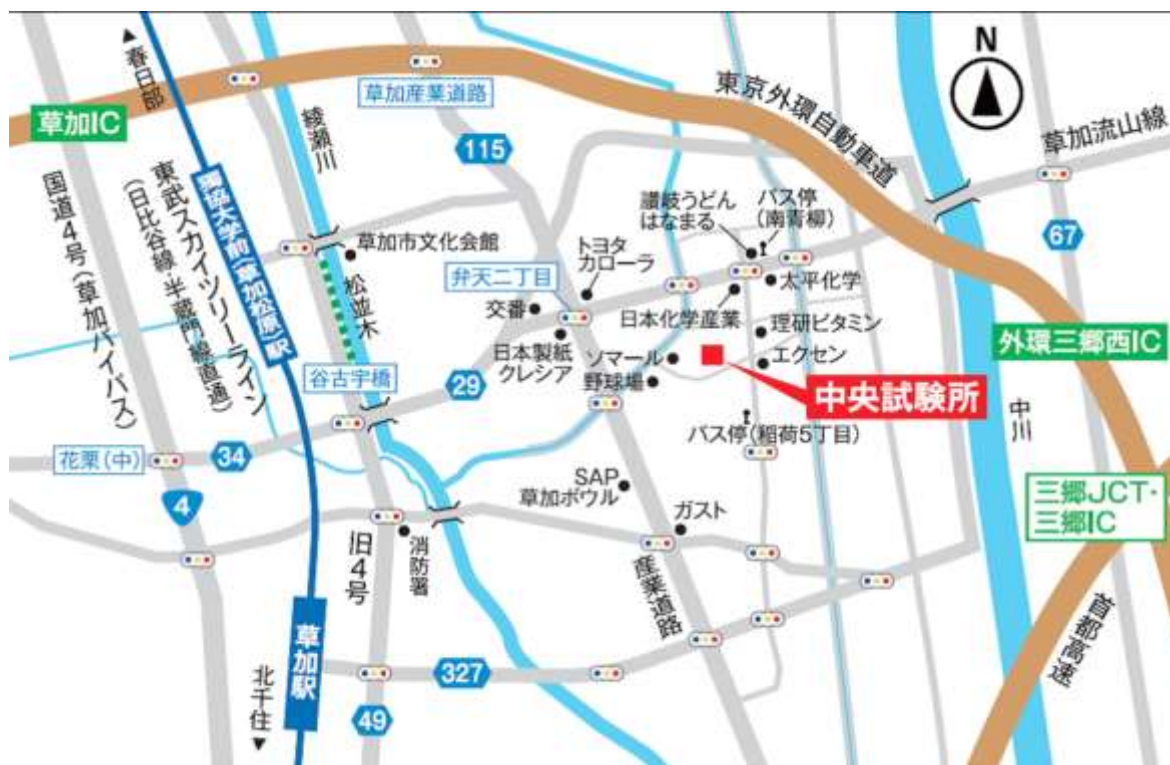 ▲春日部
草加IC
草加産業道路
綾瀬川
115
東京外環自動車道
N
草加流山線
国道4号(草加バイパス)
東武スカイツリーライン
(日比谷線・半蔵門線直通)
獨協大学前(草加松原)駅
草加市文化会館
松並木
弁天二丁目
トヨタ
カローラ
讃岐うどん
はなまる
バス停
(南青柳)
67
交番
太平化学
日本化学産業
理研ビタミン
日本製紙
クレシア
ソマール
野球場
エクセン
外環三郷西IC
谷古宇橋
29
中央試験所
中川
バス停(稲荷5丁目)
花栗(中)
34
4
SAP
草加ボウル
ガスト
三郷JCT・
三郷IC
旧4号
消防署
産業道路
首都高速
草加駅
327
49
北千住▼